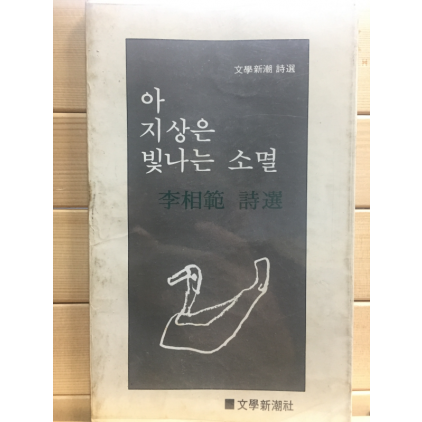 文學新潮 詩選
아
지상은
빛나는 소멸
李相範 詩選
文學新潮社